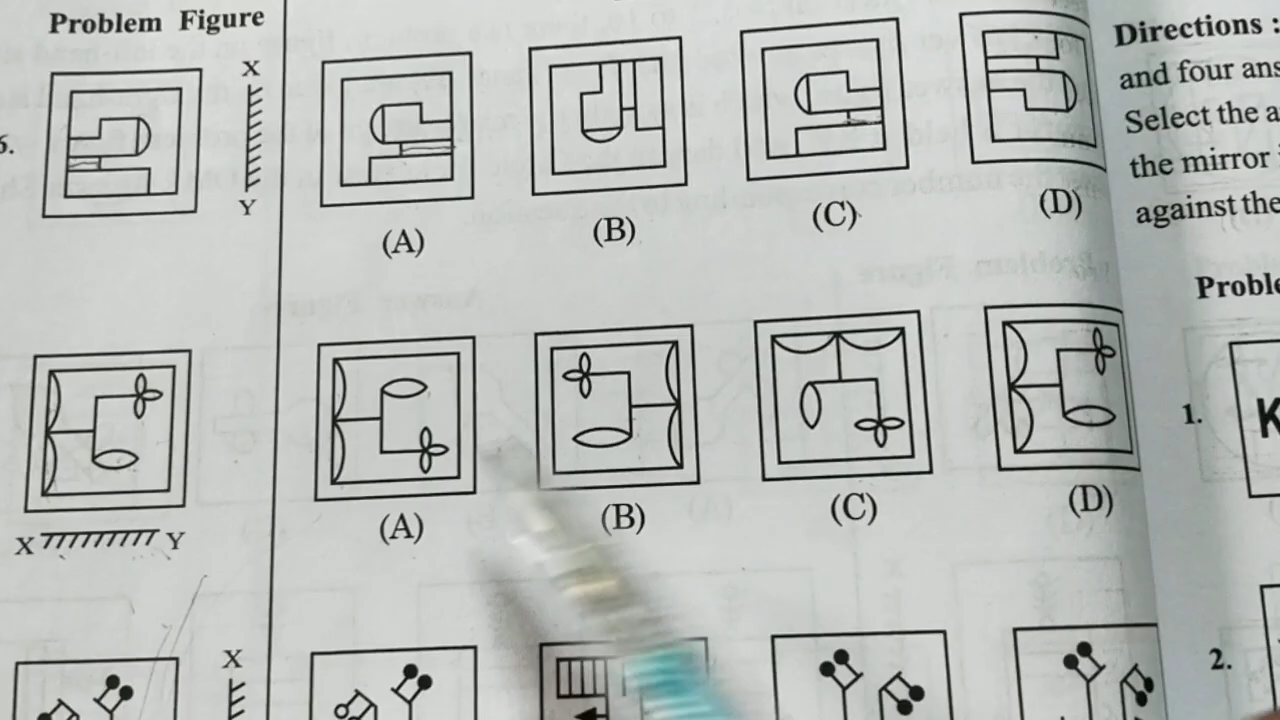 Problem Figure
X
Y
(A)
(B)
(C)
(D)
X
Y
(A)
(B)
(C)
(D)
X
Directions :
and four ans
Select the a
the mirror
against the
Proble
1.
K
2.